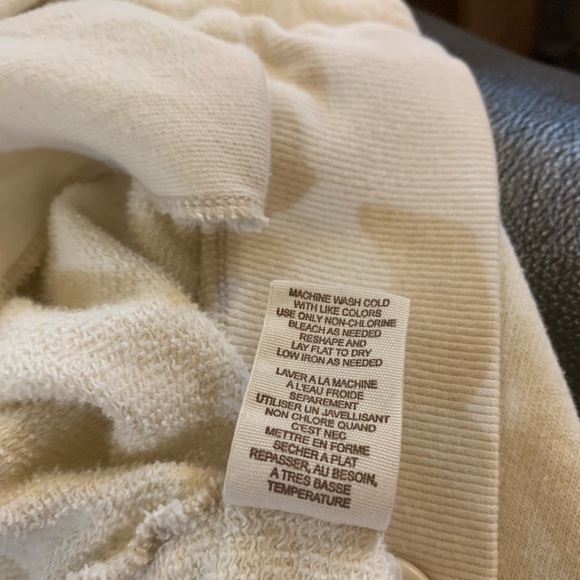 MACHINE WASH COLD
WITH LIKE COLORS
USE ONLY NON-CHLORINE
BLEACH AS NEEDED
RESHAPE AND
LAY FLAT TO DRY
LOW IRON AS NEEDED
LAVER A LA MACHINE
A L'EAU FROIDE
SEPAREMENT
UTILISER UN JAVELLISANT
NON CHLORE QUAND
C'EST NEC
METTRE EN FORME
SECHER A PLAT
REPASSER, AU BESOIN,
A TRES BASSE
TEMPERATURE